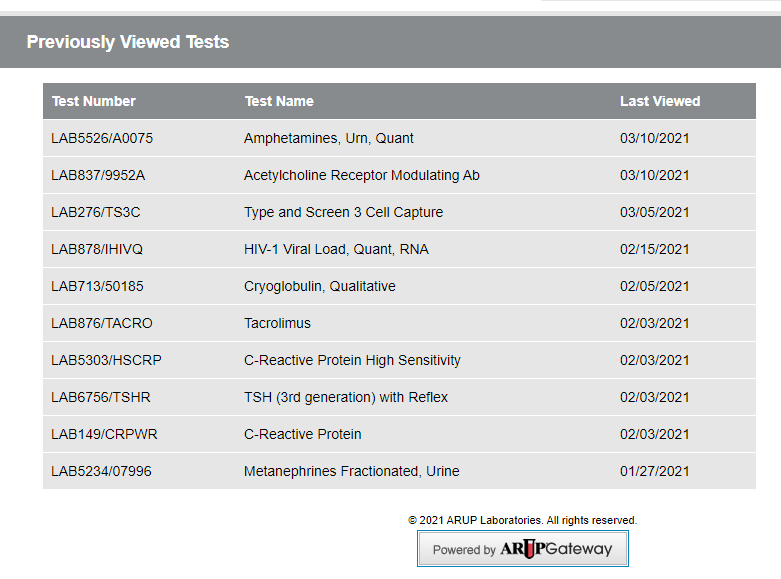 Previously Viewed Tests
Test Number Test Name Last Viewed
LAB5526/A0075 Amphetamines, Urn, Quant 03/10/2021
LAB837/9952A Acetylcholine Receptor Modulating Ab 03/10/2021
LAB276/TS3C Type and Screen 3 Cell Capture 03/05/2021
LAB878/IHIVQ HIV-1 Viral Load, Quant, RNA 02/15/2021
LAB713/50185 Cryoglobulin, Qualitative 02/05/2021
LAB876/TACRO Tacrolimus 02/03/2021
LAB5303/HSCRP C-Reactive Protein High Sensitivity 02/03/2021
LAB6756/TSHR TSH (3rd generation) with Reflex 02/03/2021
LAB149/CRPWR C-Reactive Protein 02/03/2021
LAB5234/07996 Metanephrines Fractionated, Urine 01/27/2021
© 2021 ARUP Laboratories. All rights reserved.
Powered by ARUPGateway